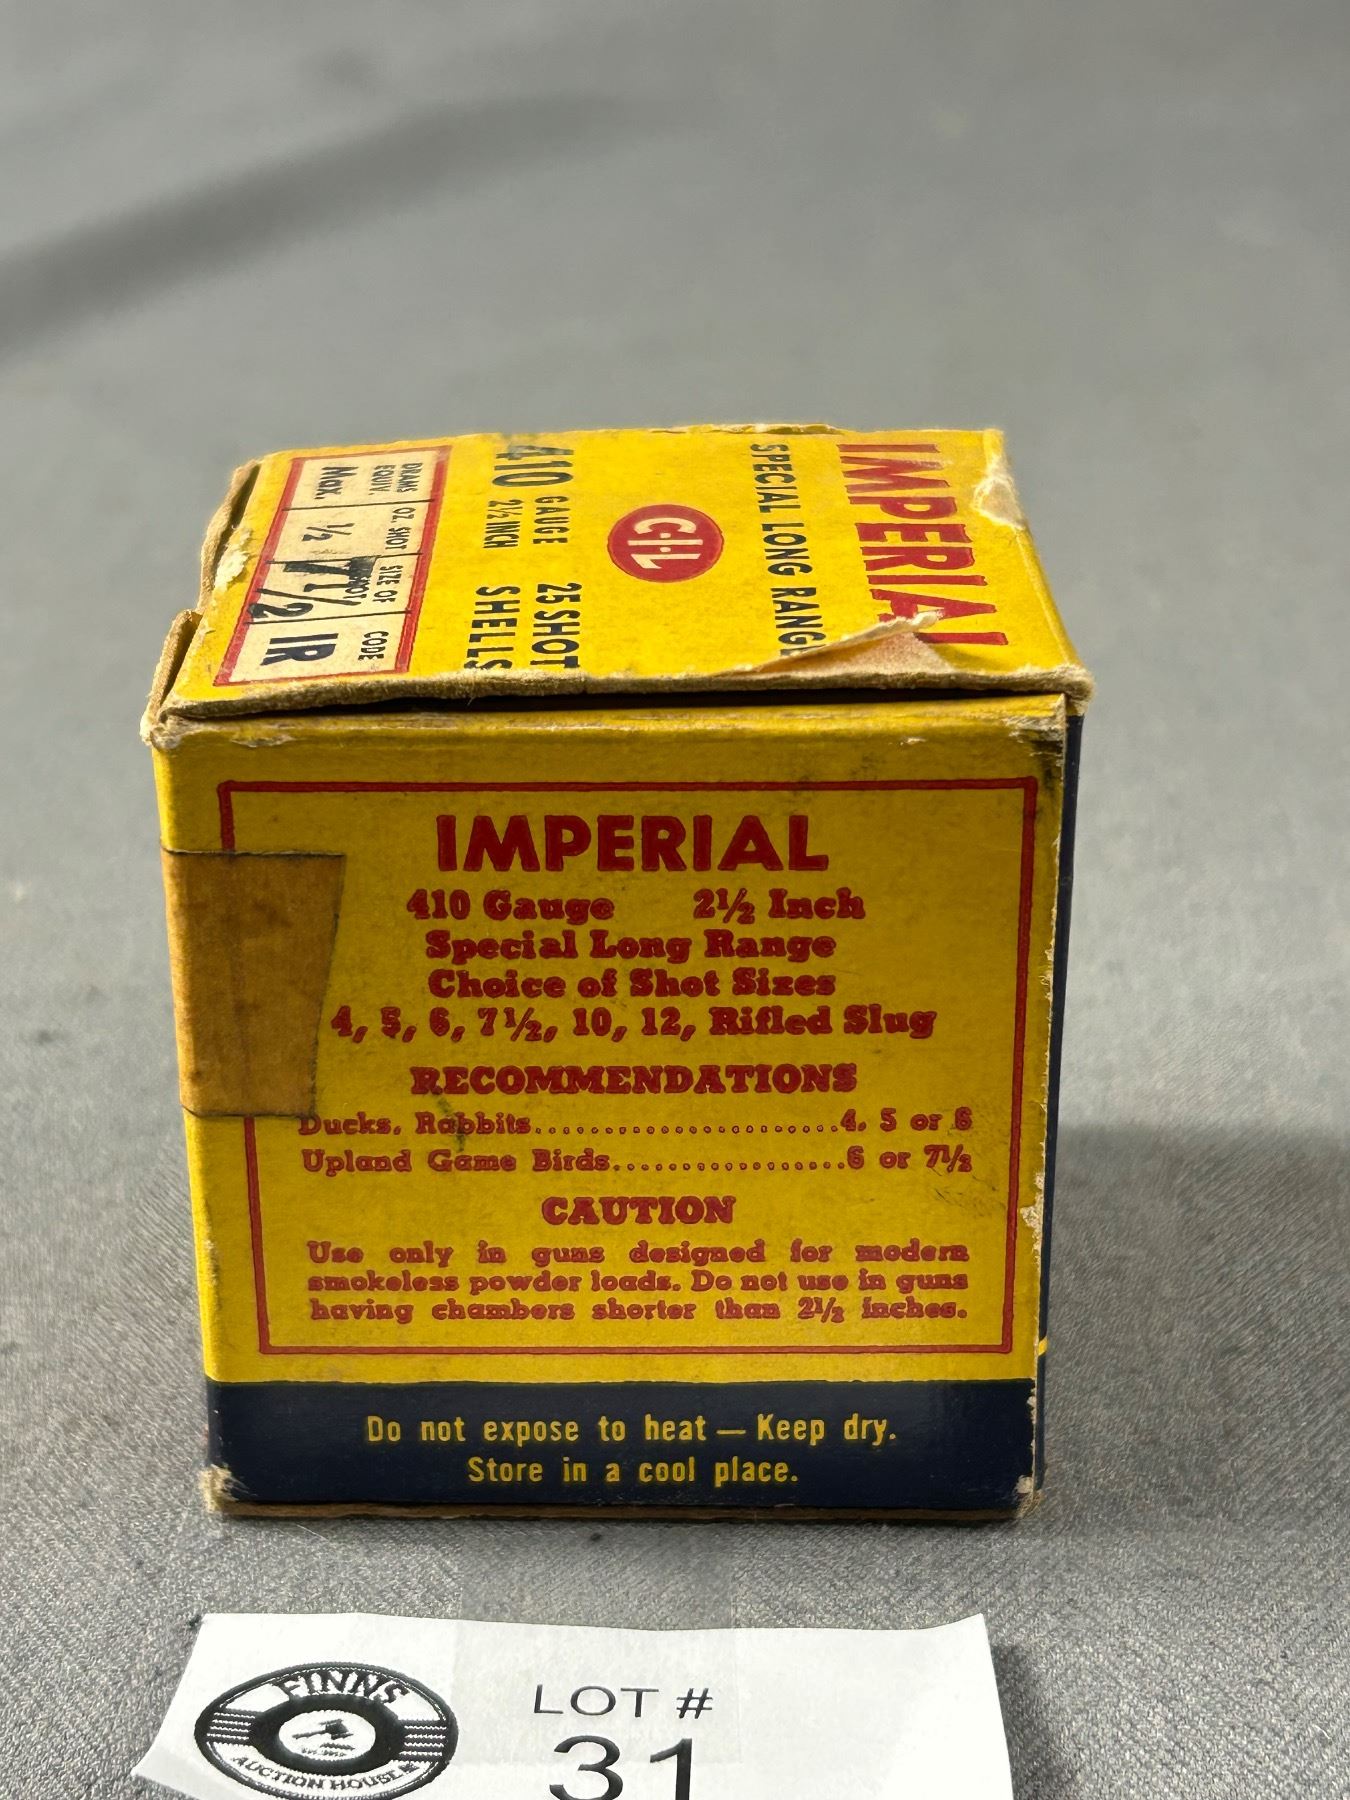 IMPERIAL
SPECIAL LONG RANGE
C-I-L
410 GAUGE 2½ INCH
25 SHOT SHELLS
DRAMS EQUIV. OZ. SHOT SIZE OF CODE
Max. ½ 7½ IR
IMPERIAL
410 Gauge 2½ Inch
Special Long Range
Choice of Shot Sizes
4, 5, 6, 7½, 10, 12, Rifled Slug
RECOMMENDATIONS
Ducks, Rabbits..............................4, 5 or 6
Upland Game Birds......................6 or 7½
CAUTION
Use only in guns designed for modern
smokeless powder loads. Do not use in guns
having chambers shorter than 2½ inches.
Do not expose to heat — Keep dry.
Store in a cool place.
FINNS
AUCTION HOUSE
LOT #
31